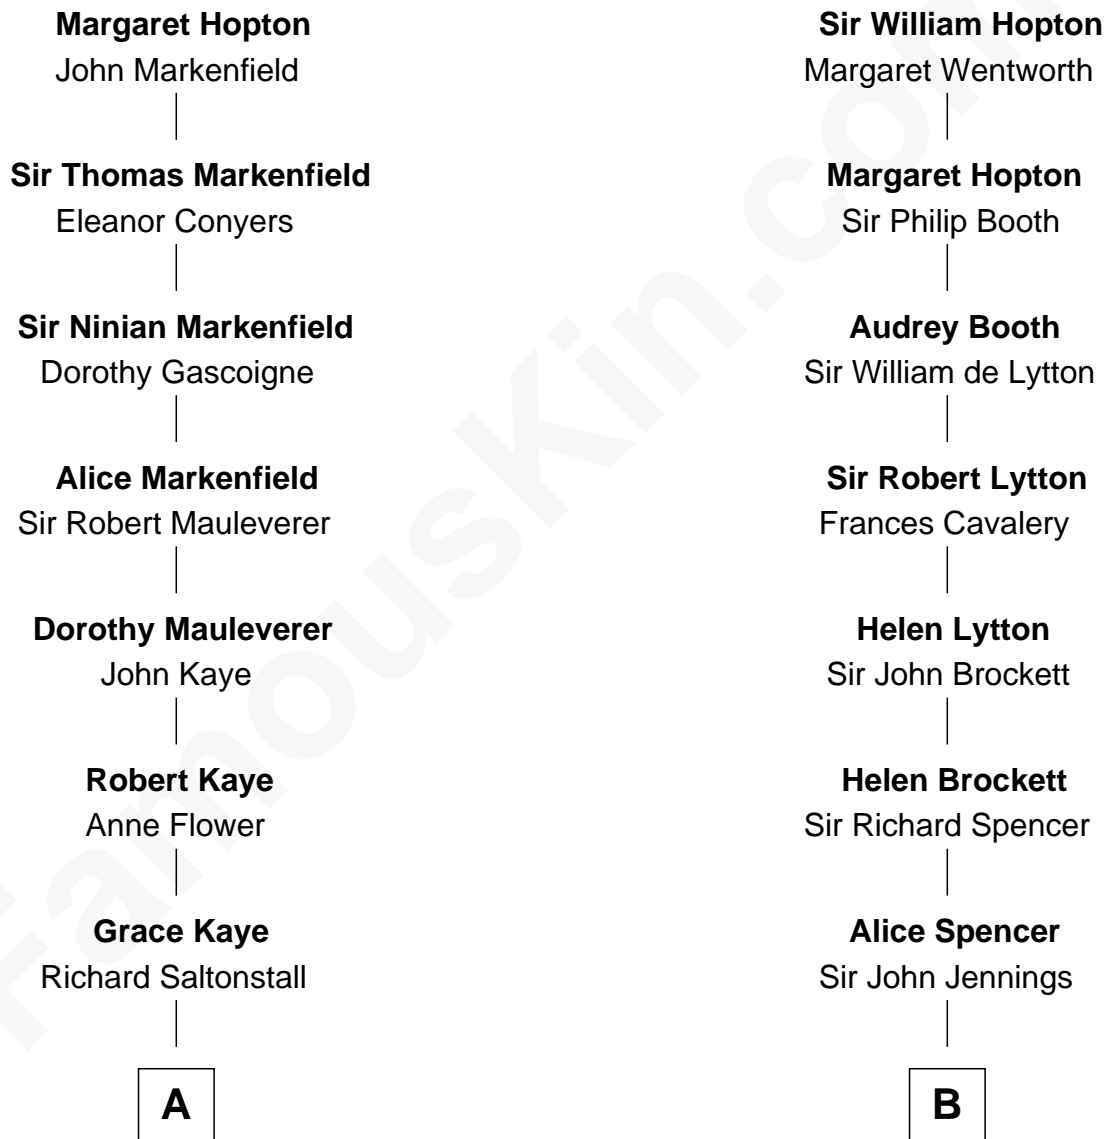 Margaret Hopton
John Markenfield
Sir Thomas Markenfield
Eleanor Conyers
Sir Ninian Markenfield
Dorothy Gascoigne
Alice Markenfield
Sir Robert Mauleverer
Dorothy Mauleverer
John Kaye
Robert Kaye
Anne Flower
Grace Kaye
Richard Saltonstall
A
Sir William Hopton
Margaret Wentworth
Margaret Hopton
Sir Philip Booth
Audrey Booth
Sir William de Lytton
Sir Robert Lytton
Frances Cavalery
Helen Lytton
Sir John Brockett
Helen Brockett
Sir Richard Spencer
Alice Spencer
Sir John Jennings
B
FamousKin.com